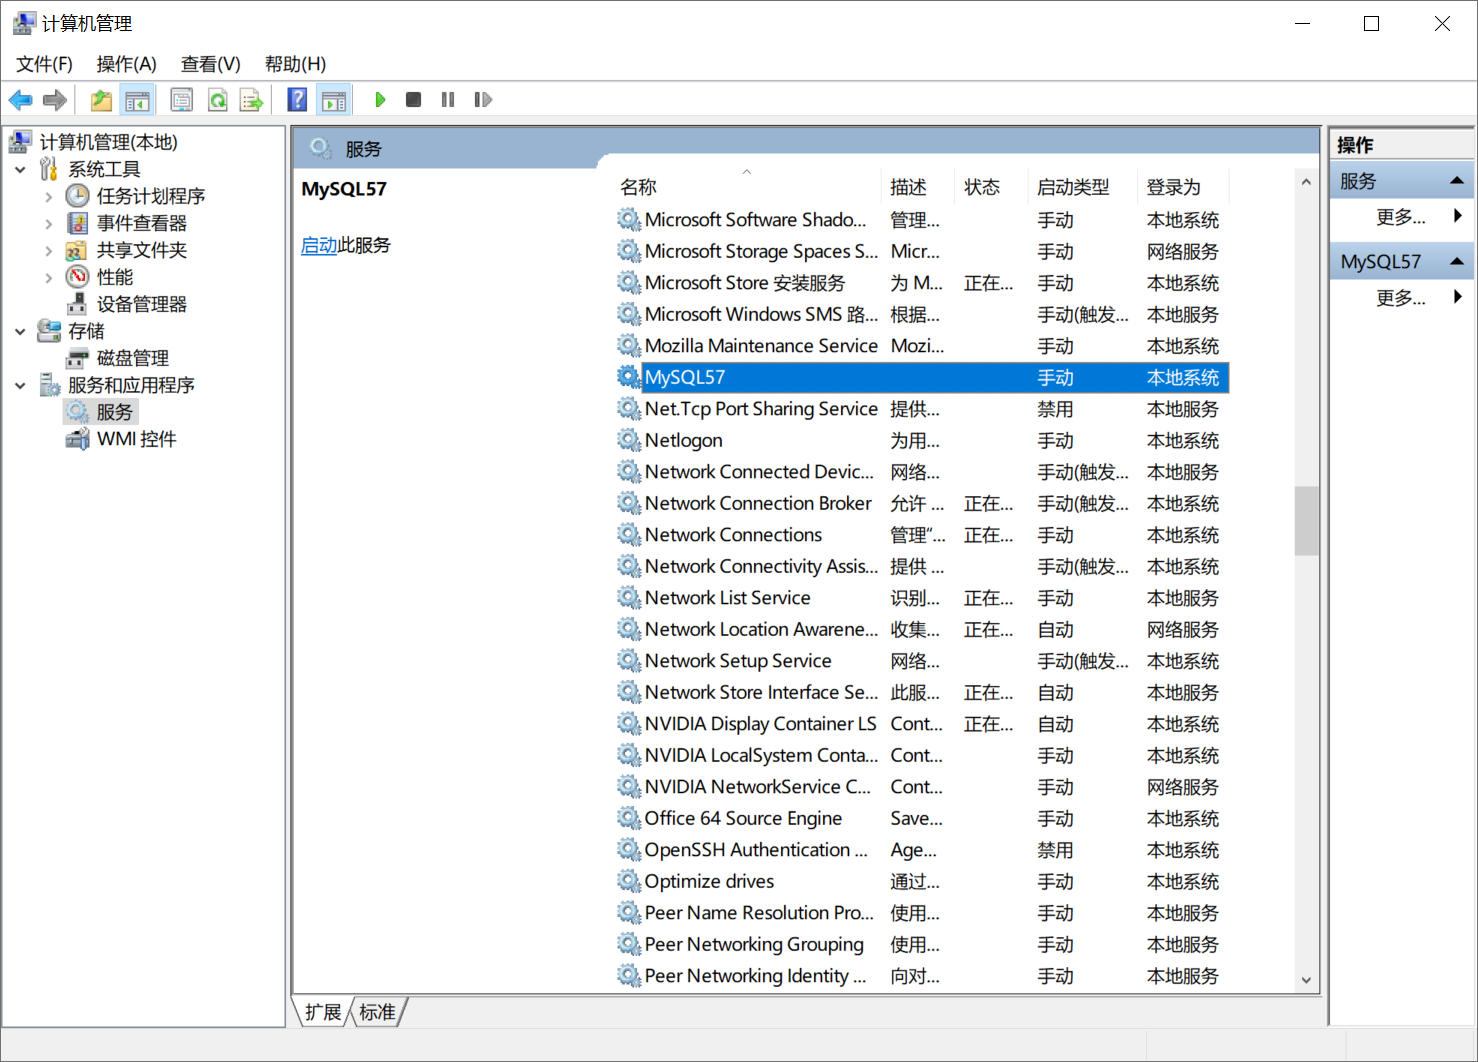 计算机管理
文件(F) 操作(A) 查看(V) 帮助(H)
计算机管理(本地)
系统工具
任务计划程序
事件查看器
共享文件夹
性能
设备管理器
存储
磁盘管理
服务和应用程序
服务
WMI 控件
服务
MySQL57
启动此服务
名称 描述 状态 启动类型 登录为
Microsoft Software Shado... 管理... 手动 本地系统
Microsoft Storage Spaces S... Micr... 手动 网络服务
Microsoft Store 安装服务 为 M... 正在... 手动 本地系统
Microsoft Windows SMS 路... 根据... 手动(触发... 本地服务
Mozilla Maintenance Service Mozi... 手动 本地系统
MySQL57 手动 本地系统
Net.Tcp Port Sharing Service 提供... 禁用 本地服务
Netlogon 为用... 手动 本地系统
Network Connected Devic... 网络... 手动(触发... 本地服务
Network Connection Broker 允许 ... 正在... 手动(触发... 本地系统
Network Connections 管理“... 正在... 手动 本地系统
Network Connectivity Assis... 提供 ... 手动(触发... 本地系统
Network List Service 识别... 正在... 手动 本地服务
Network Location Awarene... 收集... 正在... 自动 网络服务
Network Setup Service 网络... 手动(触发... 本地系统
Network Store Interface Se... 此服... 正在... 自动 本地服务
NVIDIA Display Container LS Cont... 正在... 自动 本地系统
NVIDIA LocalSystem Conta... Cont... 手动 本地系统
NVIDIA NetworkService C... Cont... 手动 网络服务
Office 64 Source Engine Save... 手动 本地系统
OpenSSH Authentication ... Age... 禁用 本地系统
Optimize drives 通过... 手动 本地系统
Peer Name Resolution Pro... 使用... 手动 本地服务
Peer Networking Grouping 使用... 手动 本地服务
Peer Networking Identity ... 向对... 手动 本地服务
扩展 标准
操作
服务
更多...
MySQL57
更多...